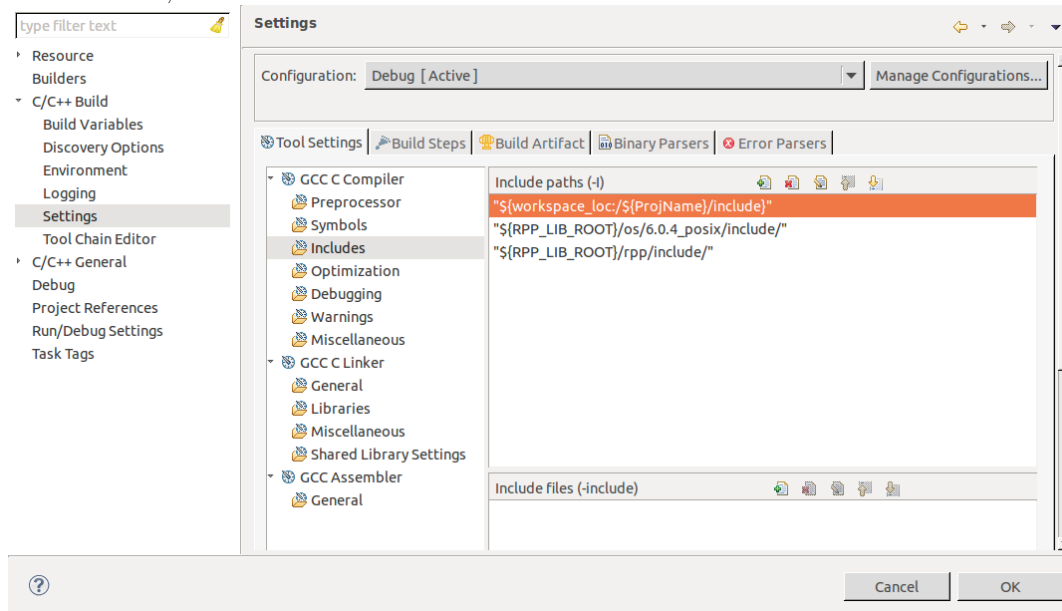 type filter text
Resource
Builders
C/C++ Build
Build Variables
Discovery Options
Environment
Logging
Settings
Tool Chain Editor
C/C++ General
Debug
Project References
Run/Debug Settings
Task Tags
Settings
Configuration: Debug [ Active ]
Manage Configurations...
Tool Settings
Build Steps
Build Artifact
Binary Parsers
Error Parsers
GCC C Compiler
Preprocessor
Symbols
Includes
Optimization
Debugging
Warnings
Miscellaneous
GCC C Linker
General
Libraries
Miscellaneous
Shared Library Settings
GCC Assembler
General
Include paths (-I)
"${workspace_loc:/${ProjName}/include}"
"${RPP_LIB_ROOT}/os/6.0.4_posix/include/"
"${RPP_LIB_ROOT}/rpp/include/"
Include files (-include)
Cancel
OK